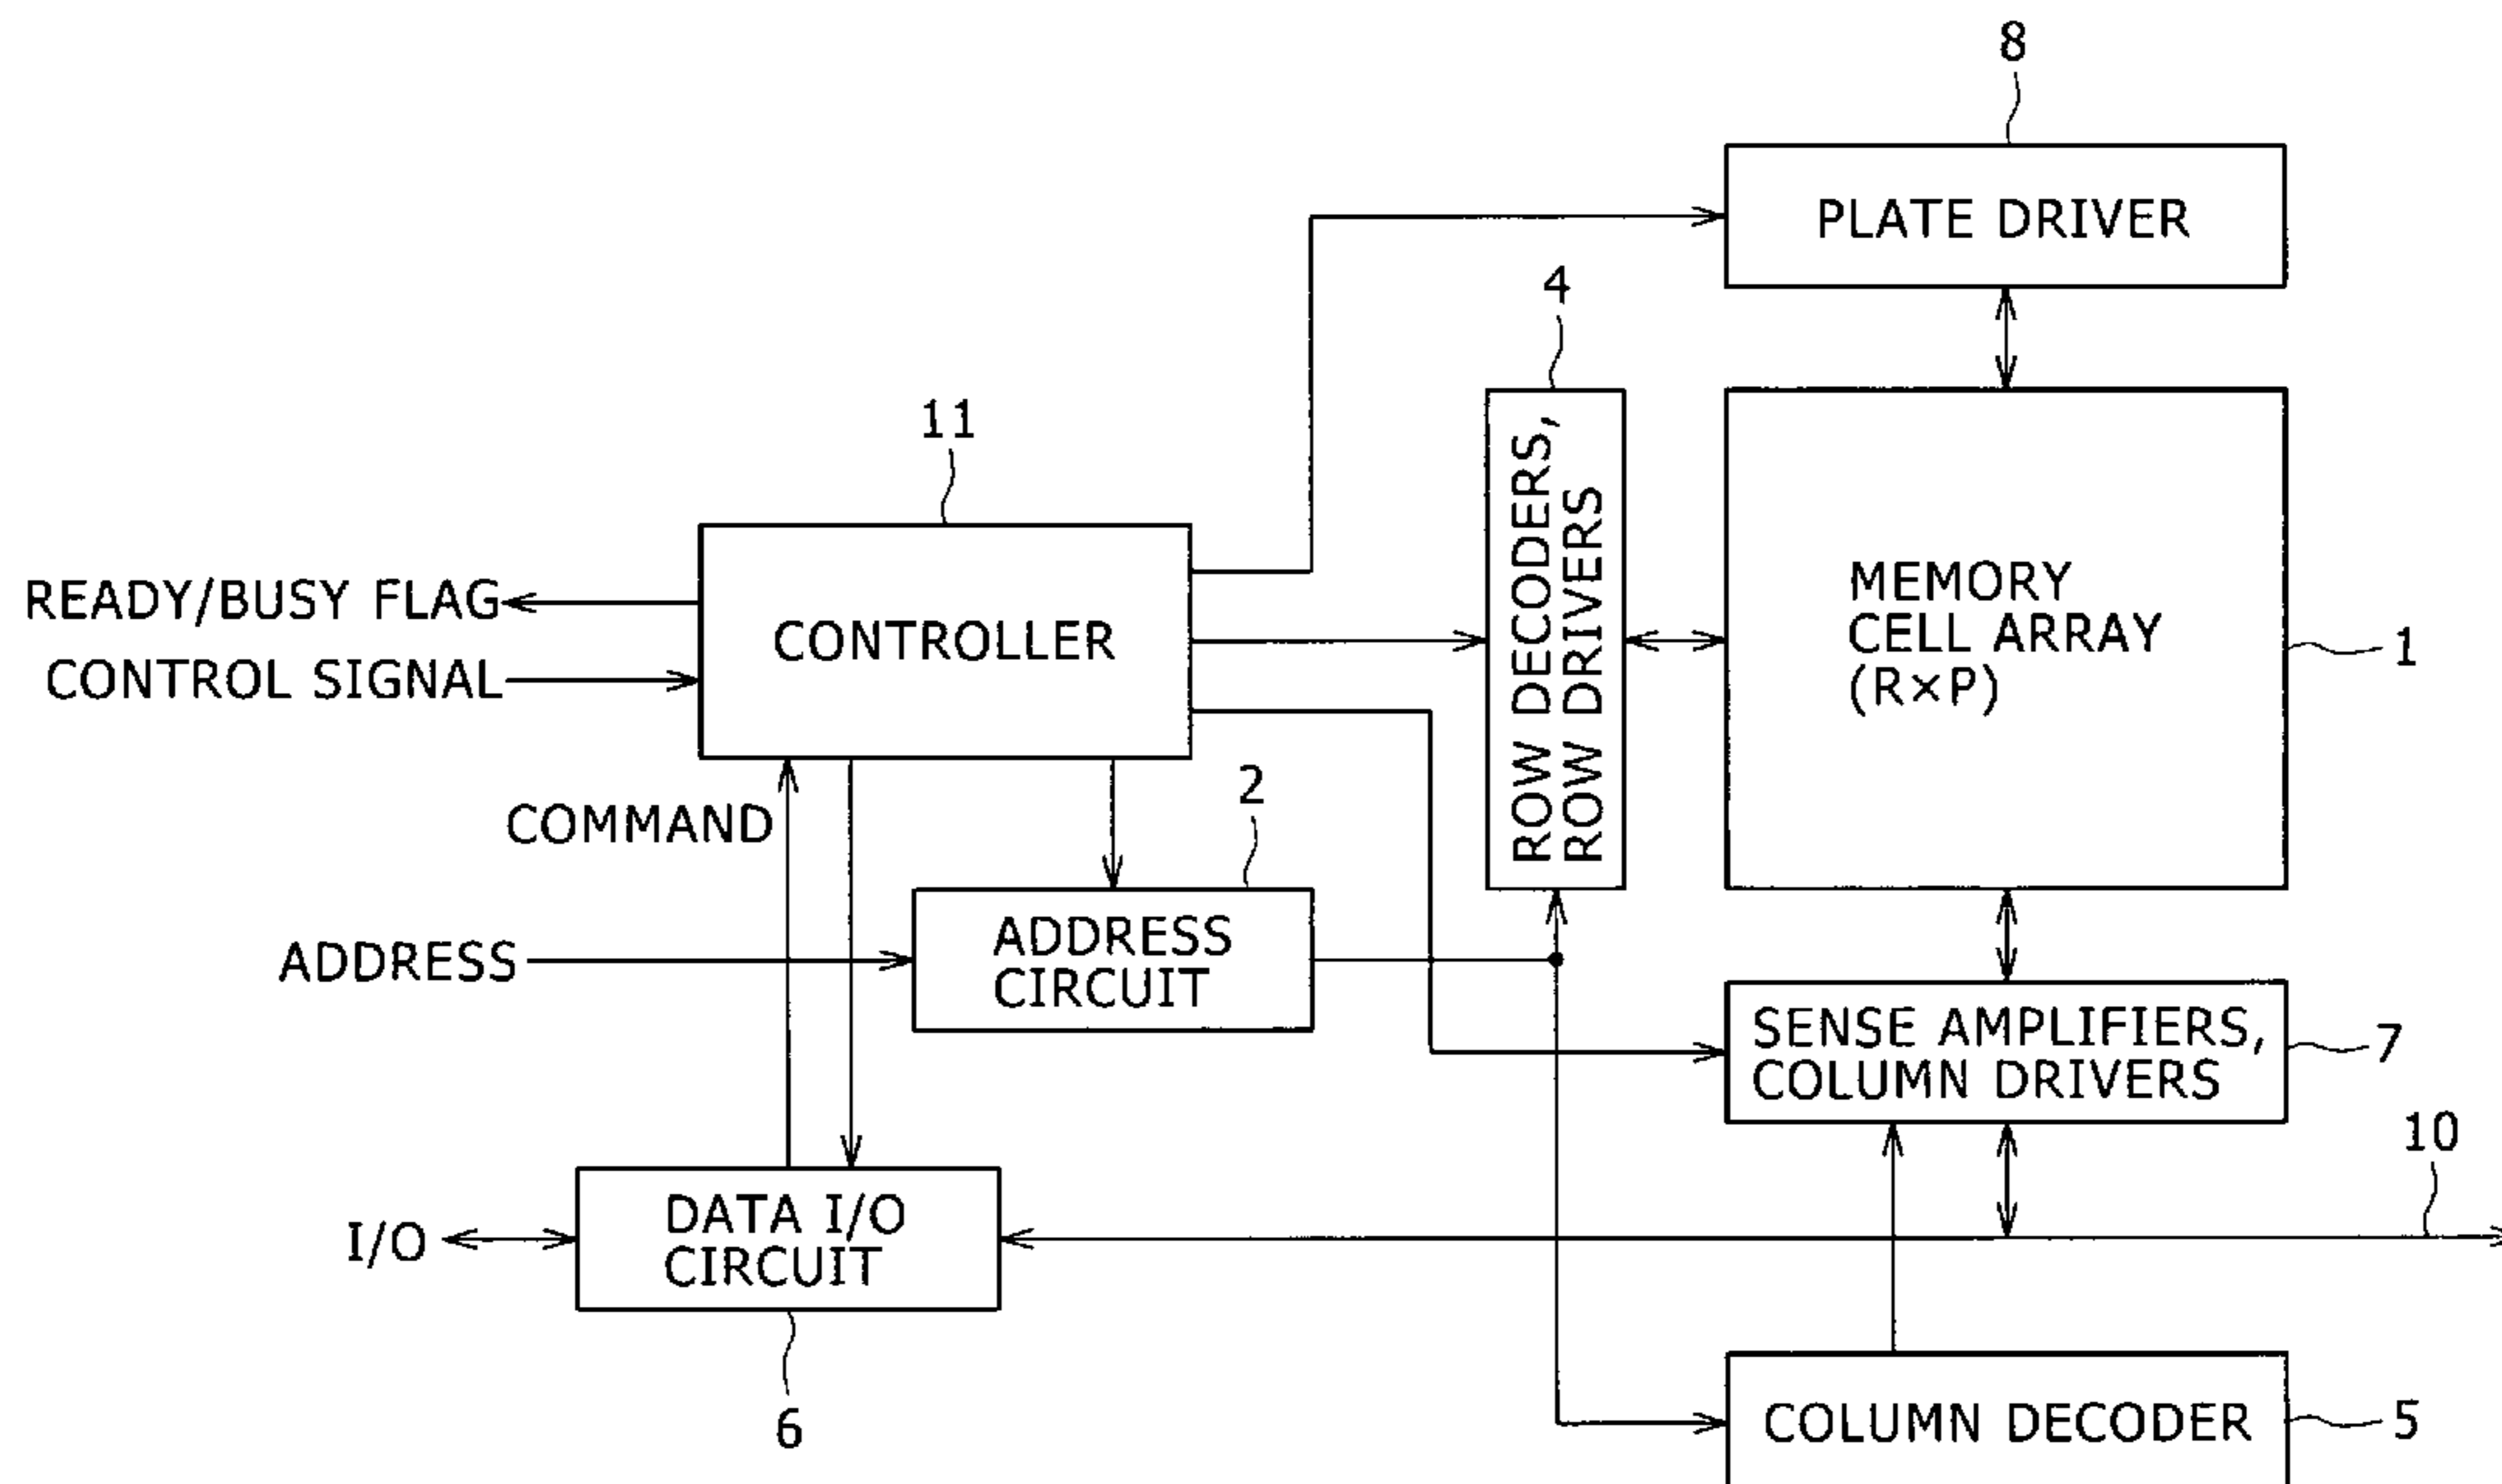 8
PLATE DRIVER
4
11
ROW DECODERS,
ROW DRIVERS
READY/BUSY FLAG
CONTROL SIGNAL
CONTROLLER
MEMORY
CELL ARRAY
(R×P)
1
COMMAND
2
ADDRESS
ADDRESS
CIRCUIT
SENSE AMPLIFIERS,
COLUMN DRIVERS
7
10
I/O
DATA I/O
CIRCUIT
6
COLUMN DECODER
5